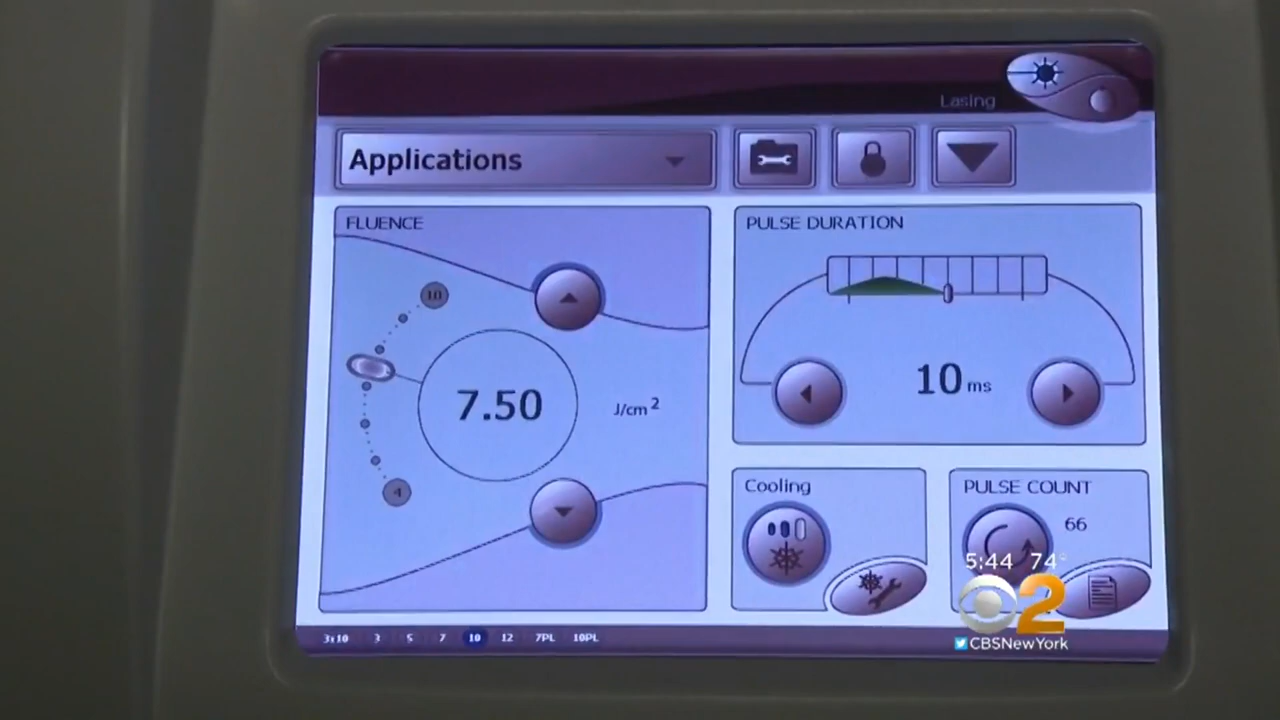 Lasing
Applications
FLUENCE
10
7.50 J/cm2
4
PULSE DURATION
10 ms
Cooling
PULSE COUNT
66
5:44 74°
2
CBSNewYork
3x10 3 5 7 10 12 7PL 10PL